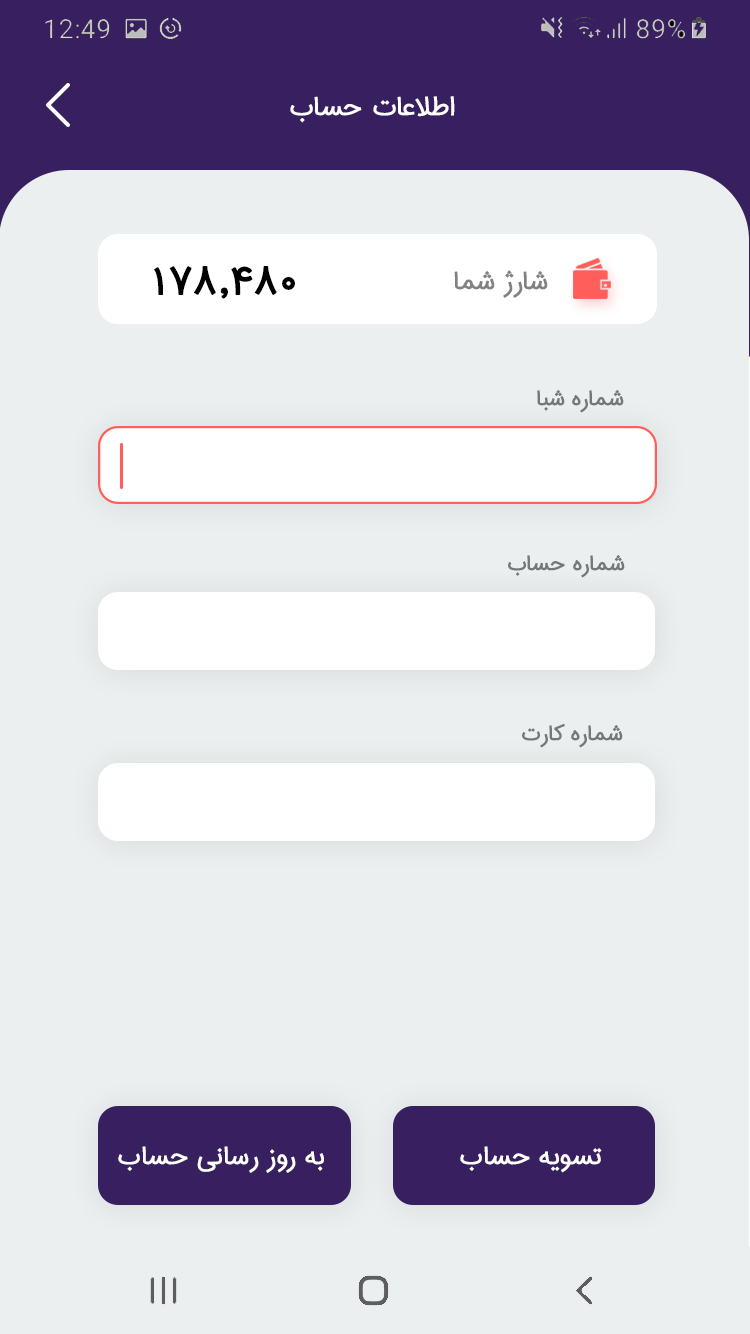 12:49 89%
اطلاعات حساب
شارژ شما ۱۷۸,۴۸۰
شماره شبا
شماره حساب
شماره کارت
تسویه حساب
به روز رسانی حساب